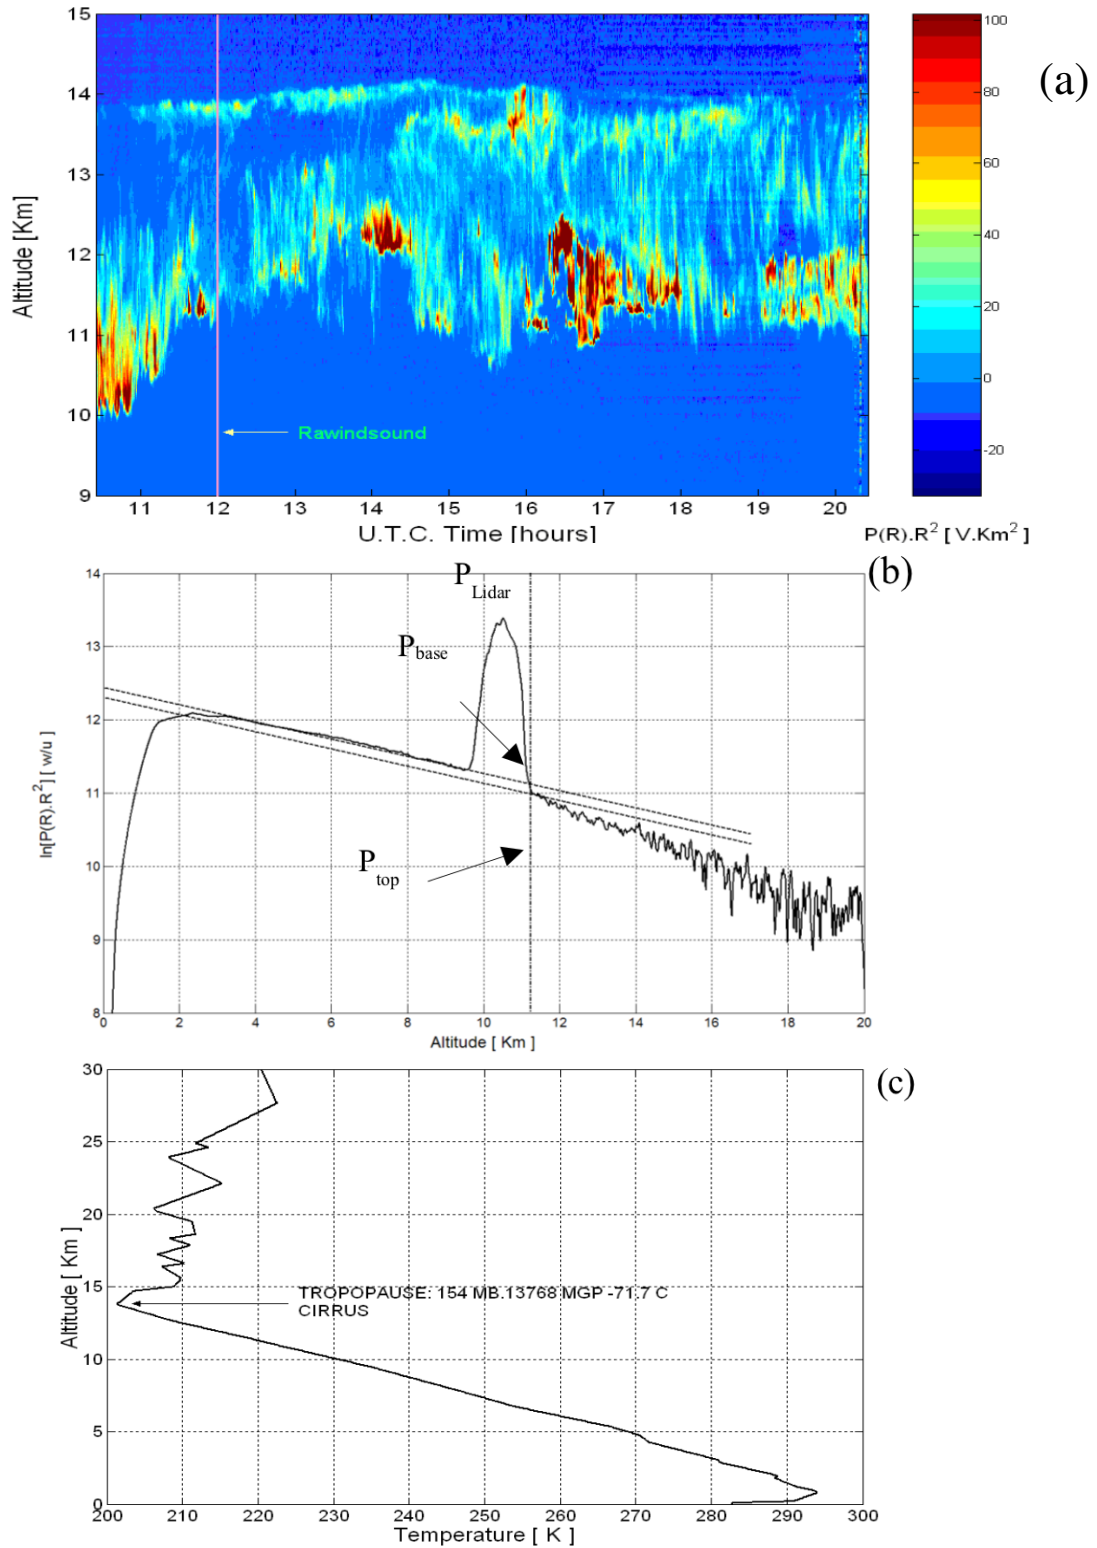 15
14
13
12
11
10
9
Altitude [Km]
Rawindsound
11 12 13 14 15 16 17 18 19 20
U.T.C. Time [hours]
100
80
60
40
20
0
-20
P(R).R² [ V.Km² ]
(a)
(b)
14
13
12
11
10
9
8
ln[P(R).R²] [ w/u ]
P Lidar
P base
P top
0 2 4 6 8 10 12 14 16 18 20
Altitude [ Km ]
(c)
30
25
20
15
10
5
0
Altitude [ Km ]
TROPOPAUSE: 154 MB.13768 MGP -71.7 C
CIRRUS
200 210 220 230 240 250 260 270 280 290 300
Temperature [ K ]